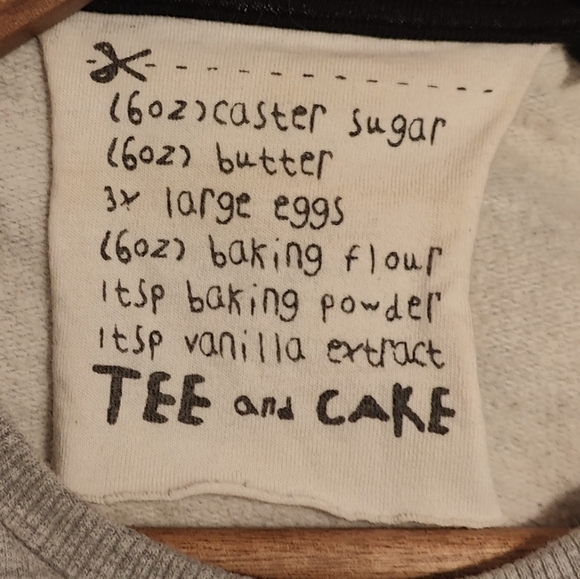 (6oz) caster sugar
(6oz) butter
3x large eggs
(6oz) baking flour
1tsp baking powder
1tsp vanilla extract
TEE and CAKE